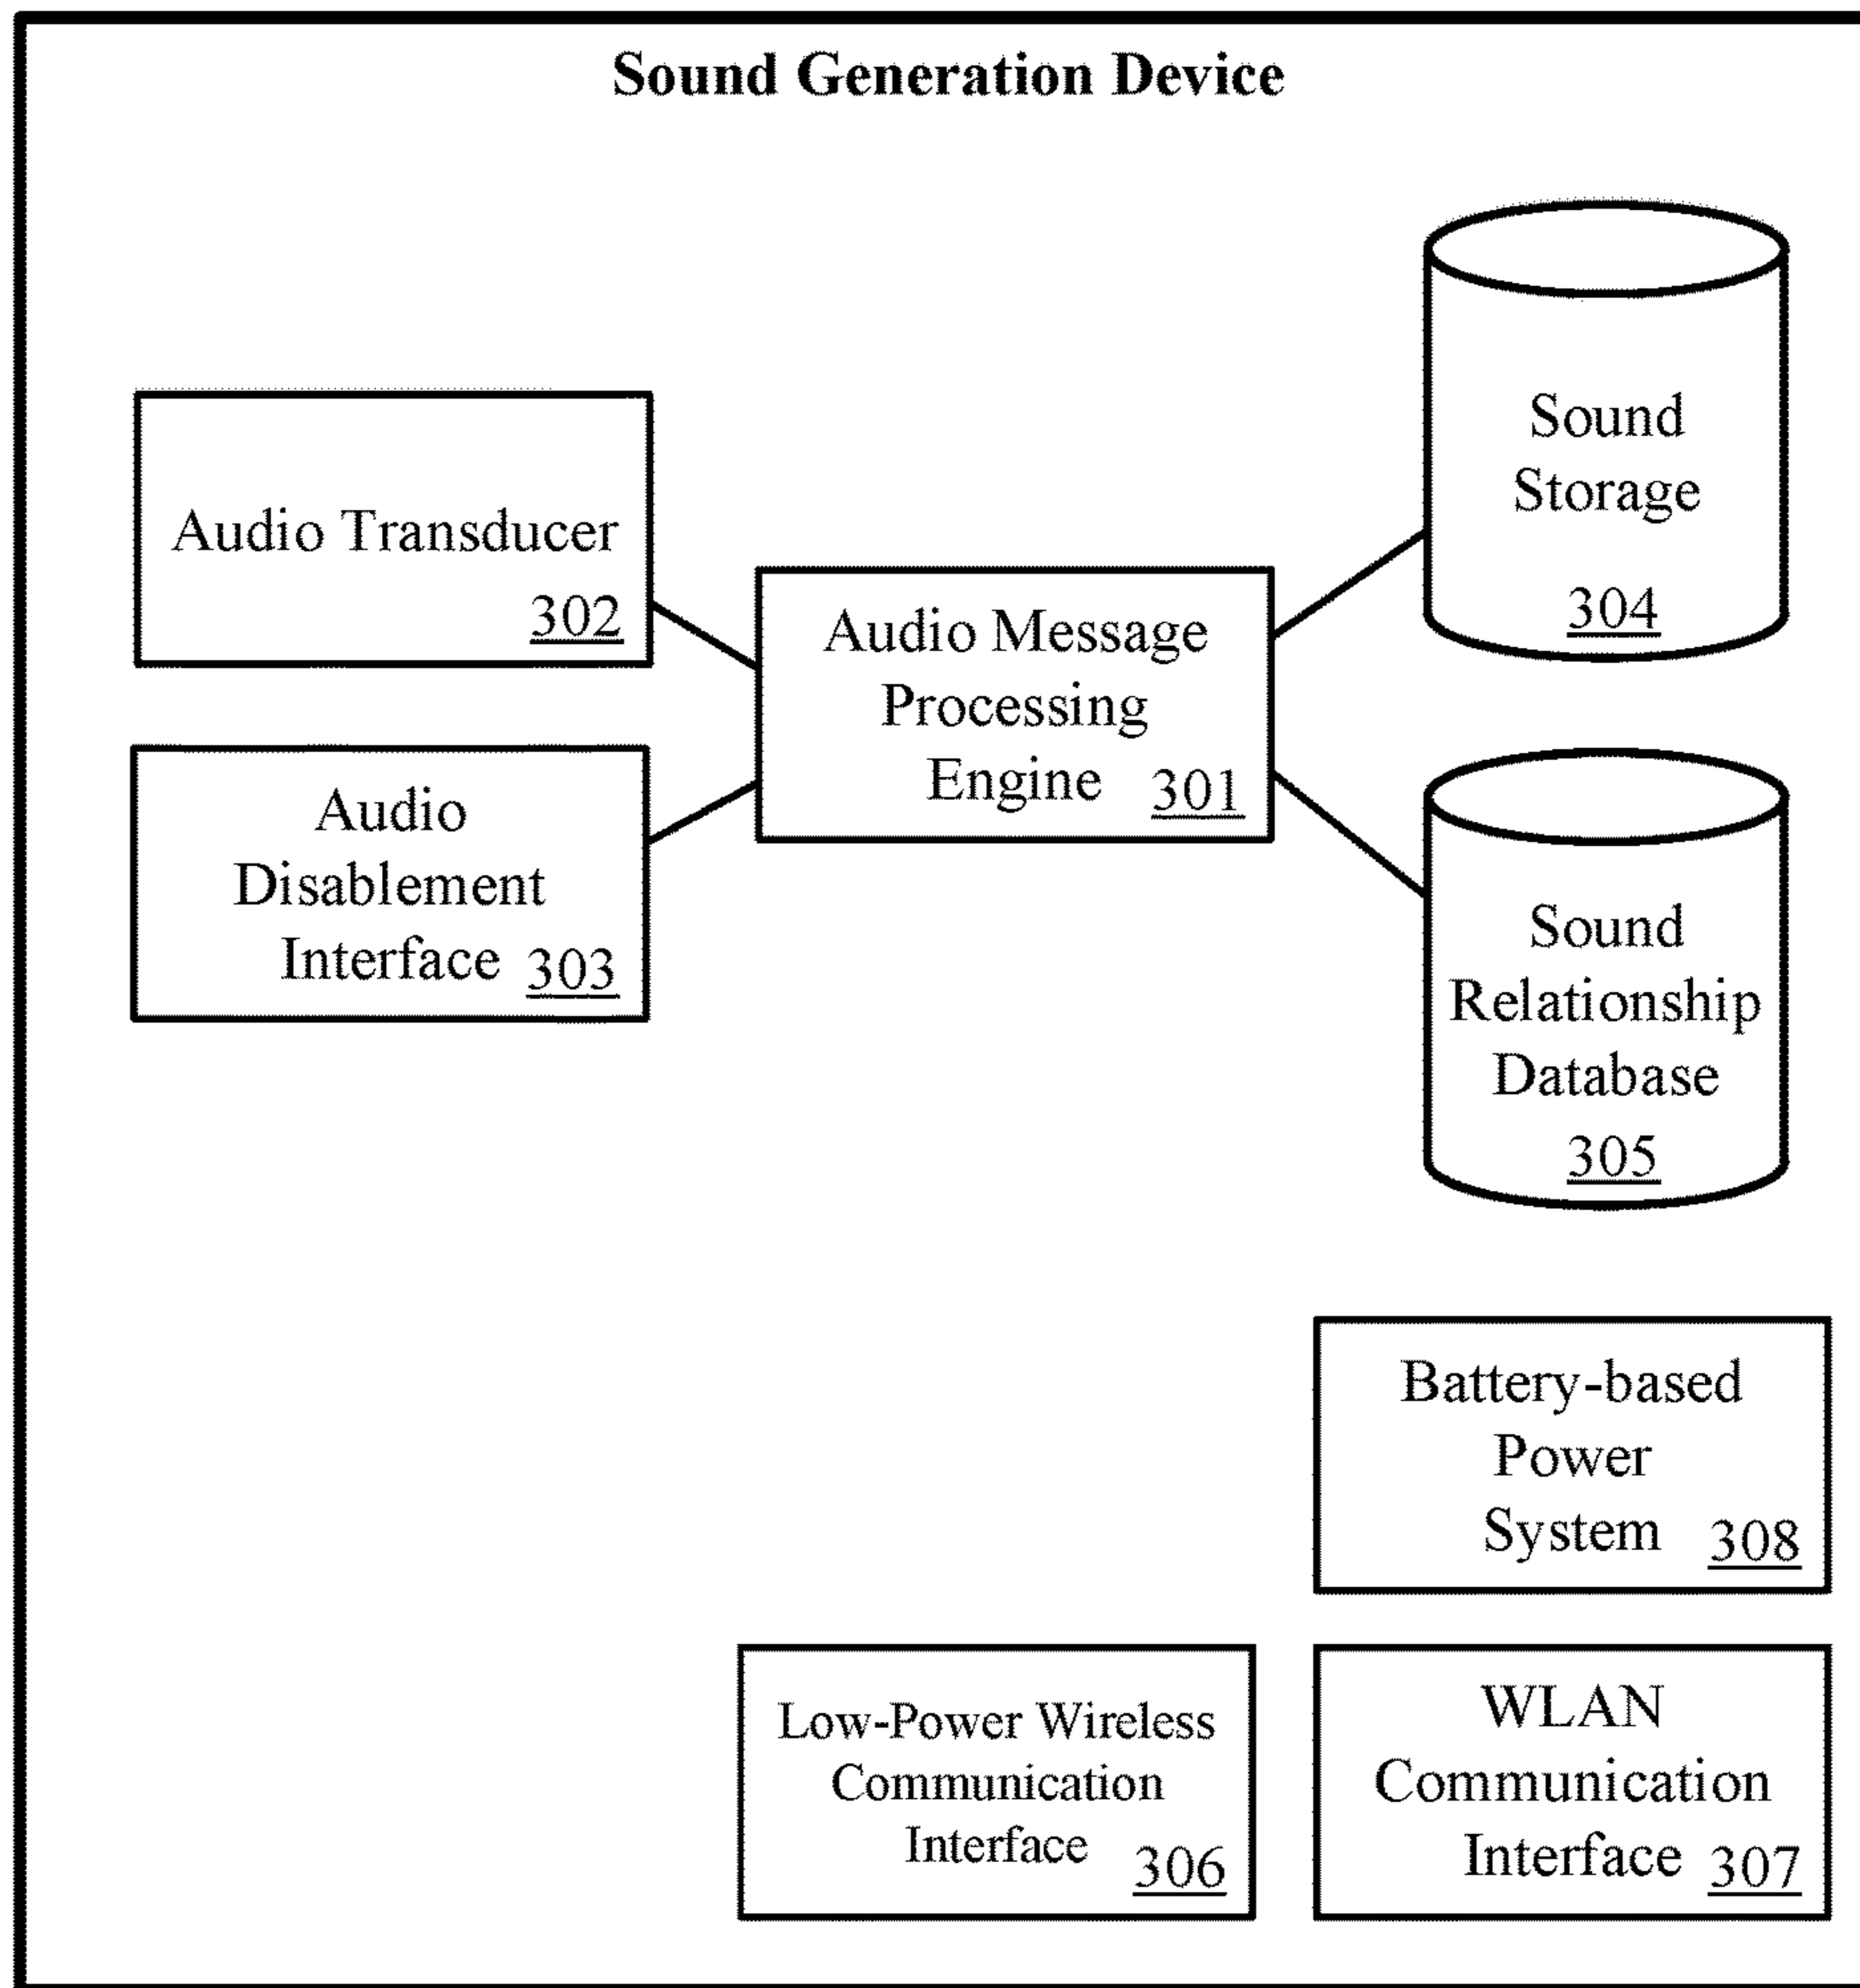 Sound Generation Device
Audio Transducer
302
Audio Message
Processing
Engine 301
Audio
Disablement
Interface 303
Sound
Storage
304
Sound
Relationship
Database
305
Battery-based
Power
System 308
Low-Power Wireless
Communication
Interface 306
WLAN
Communication
Interface 307